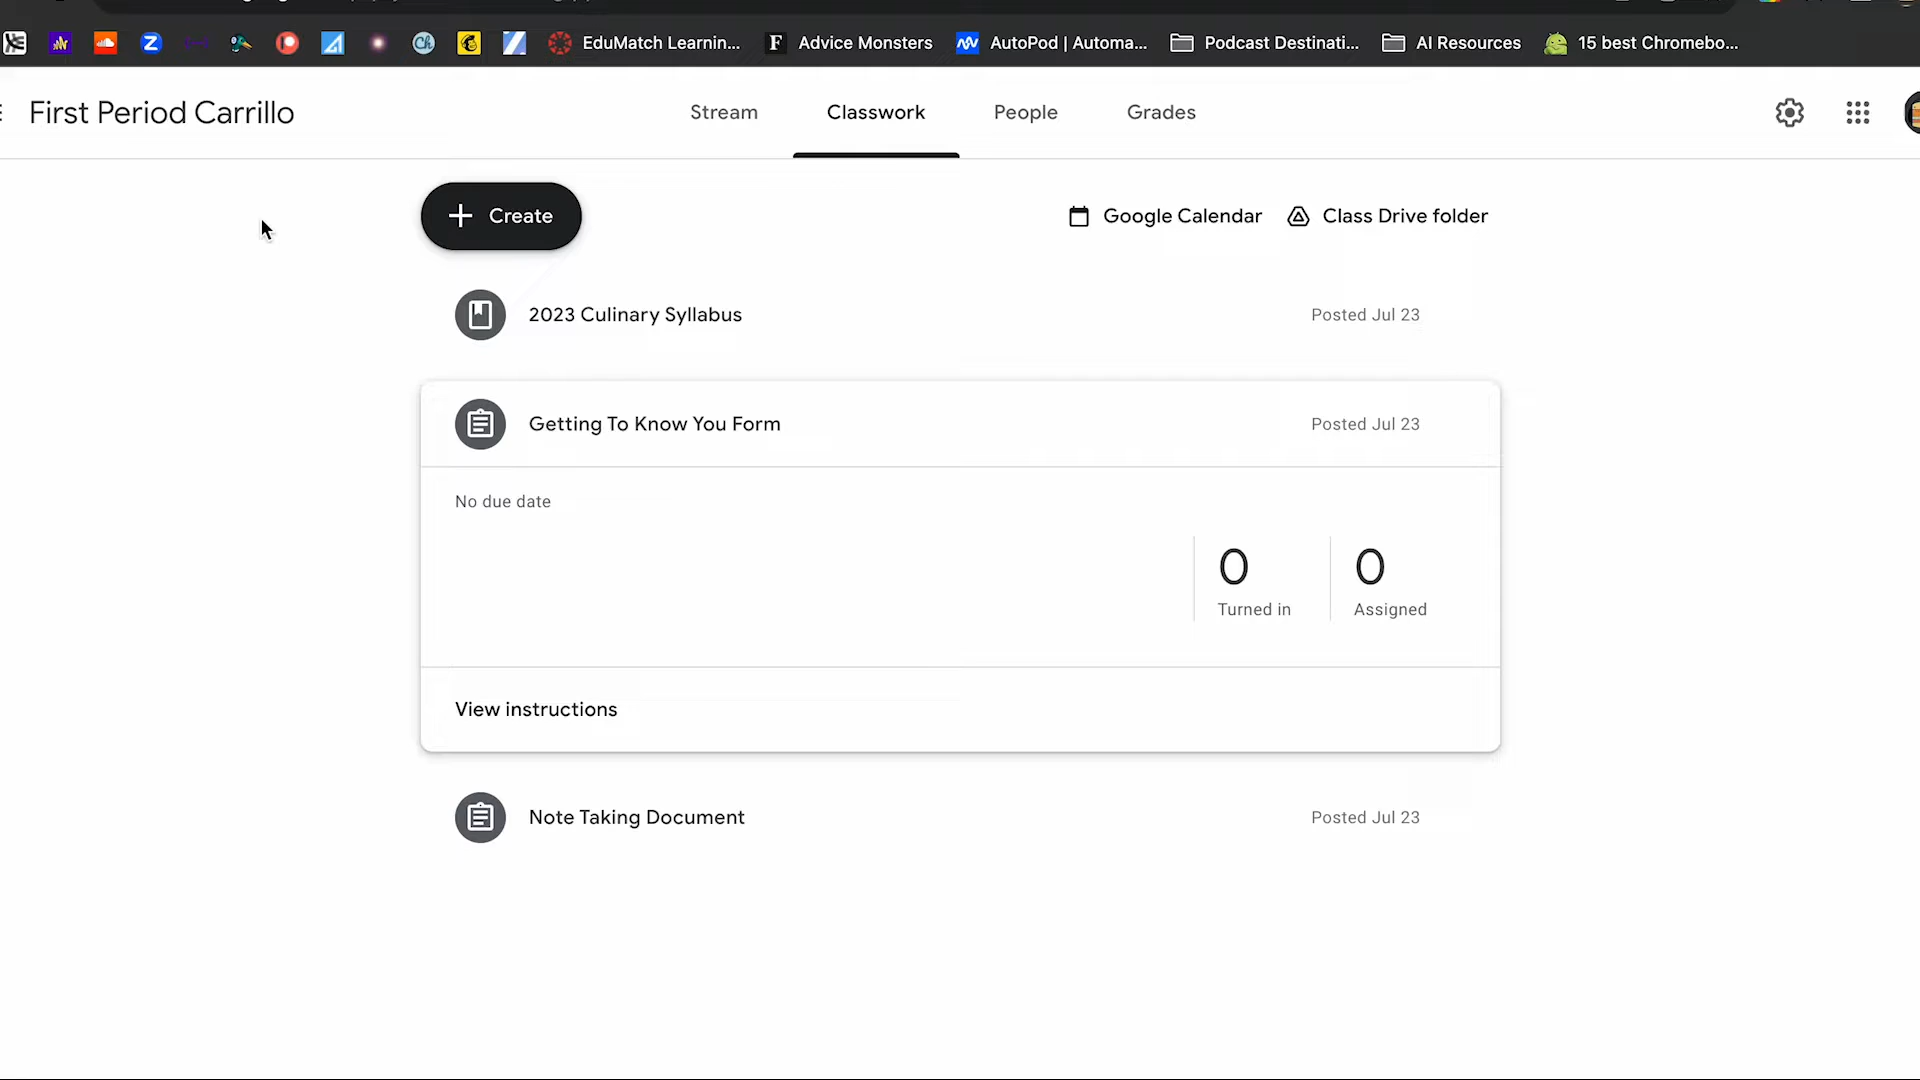 EduMatch Learnin... Advice Monsters AutoPod | Automa... Podcast Destinati... AI Resources 15 best Chromebo...
First Period Carrillo Stream Classwork People Grades
Create Google Calendar Class Drive folder
2023 Culinary Syllabus Posted Jul 23
Getting To Know You Form Posted Jul 23
No due date
0 0
Turned in Assigned
View instructions
Note Taking Document Posted Jul 23